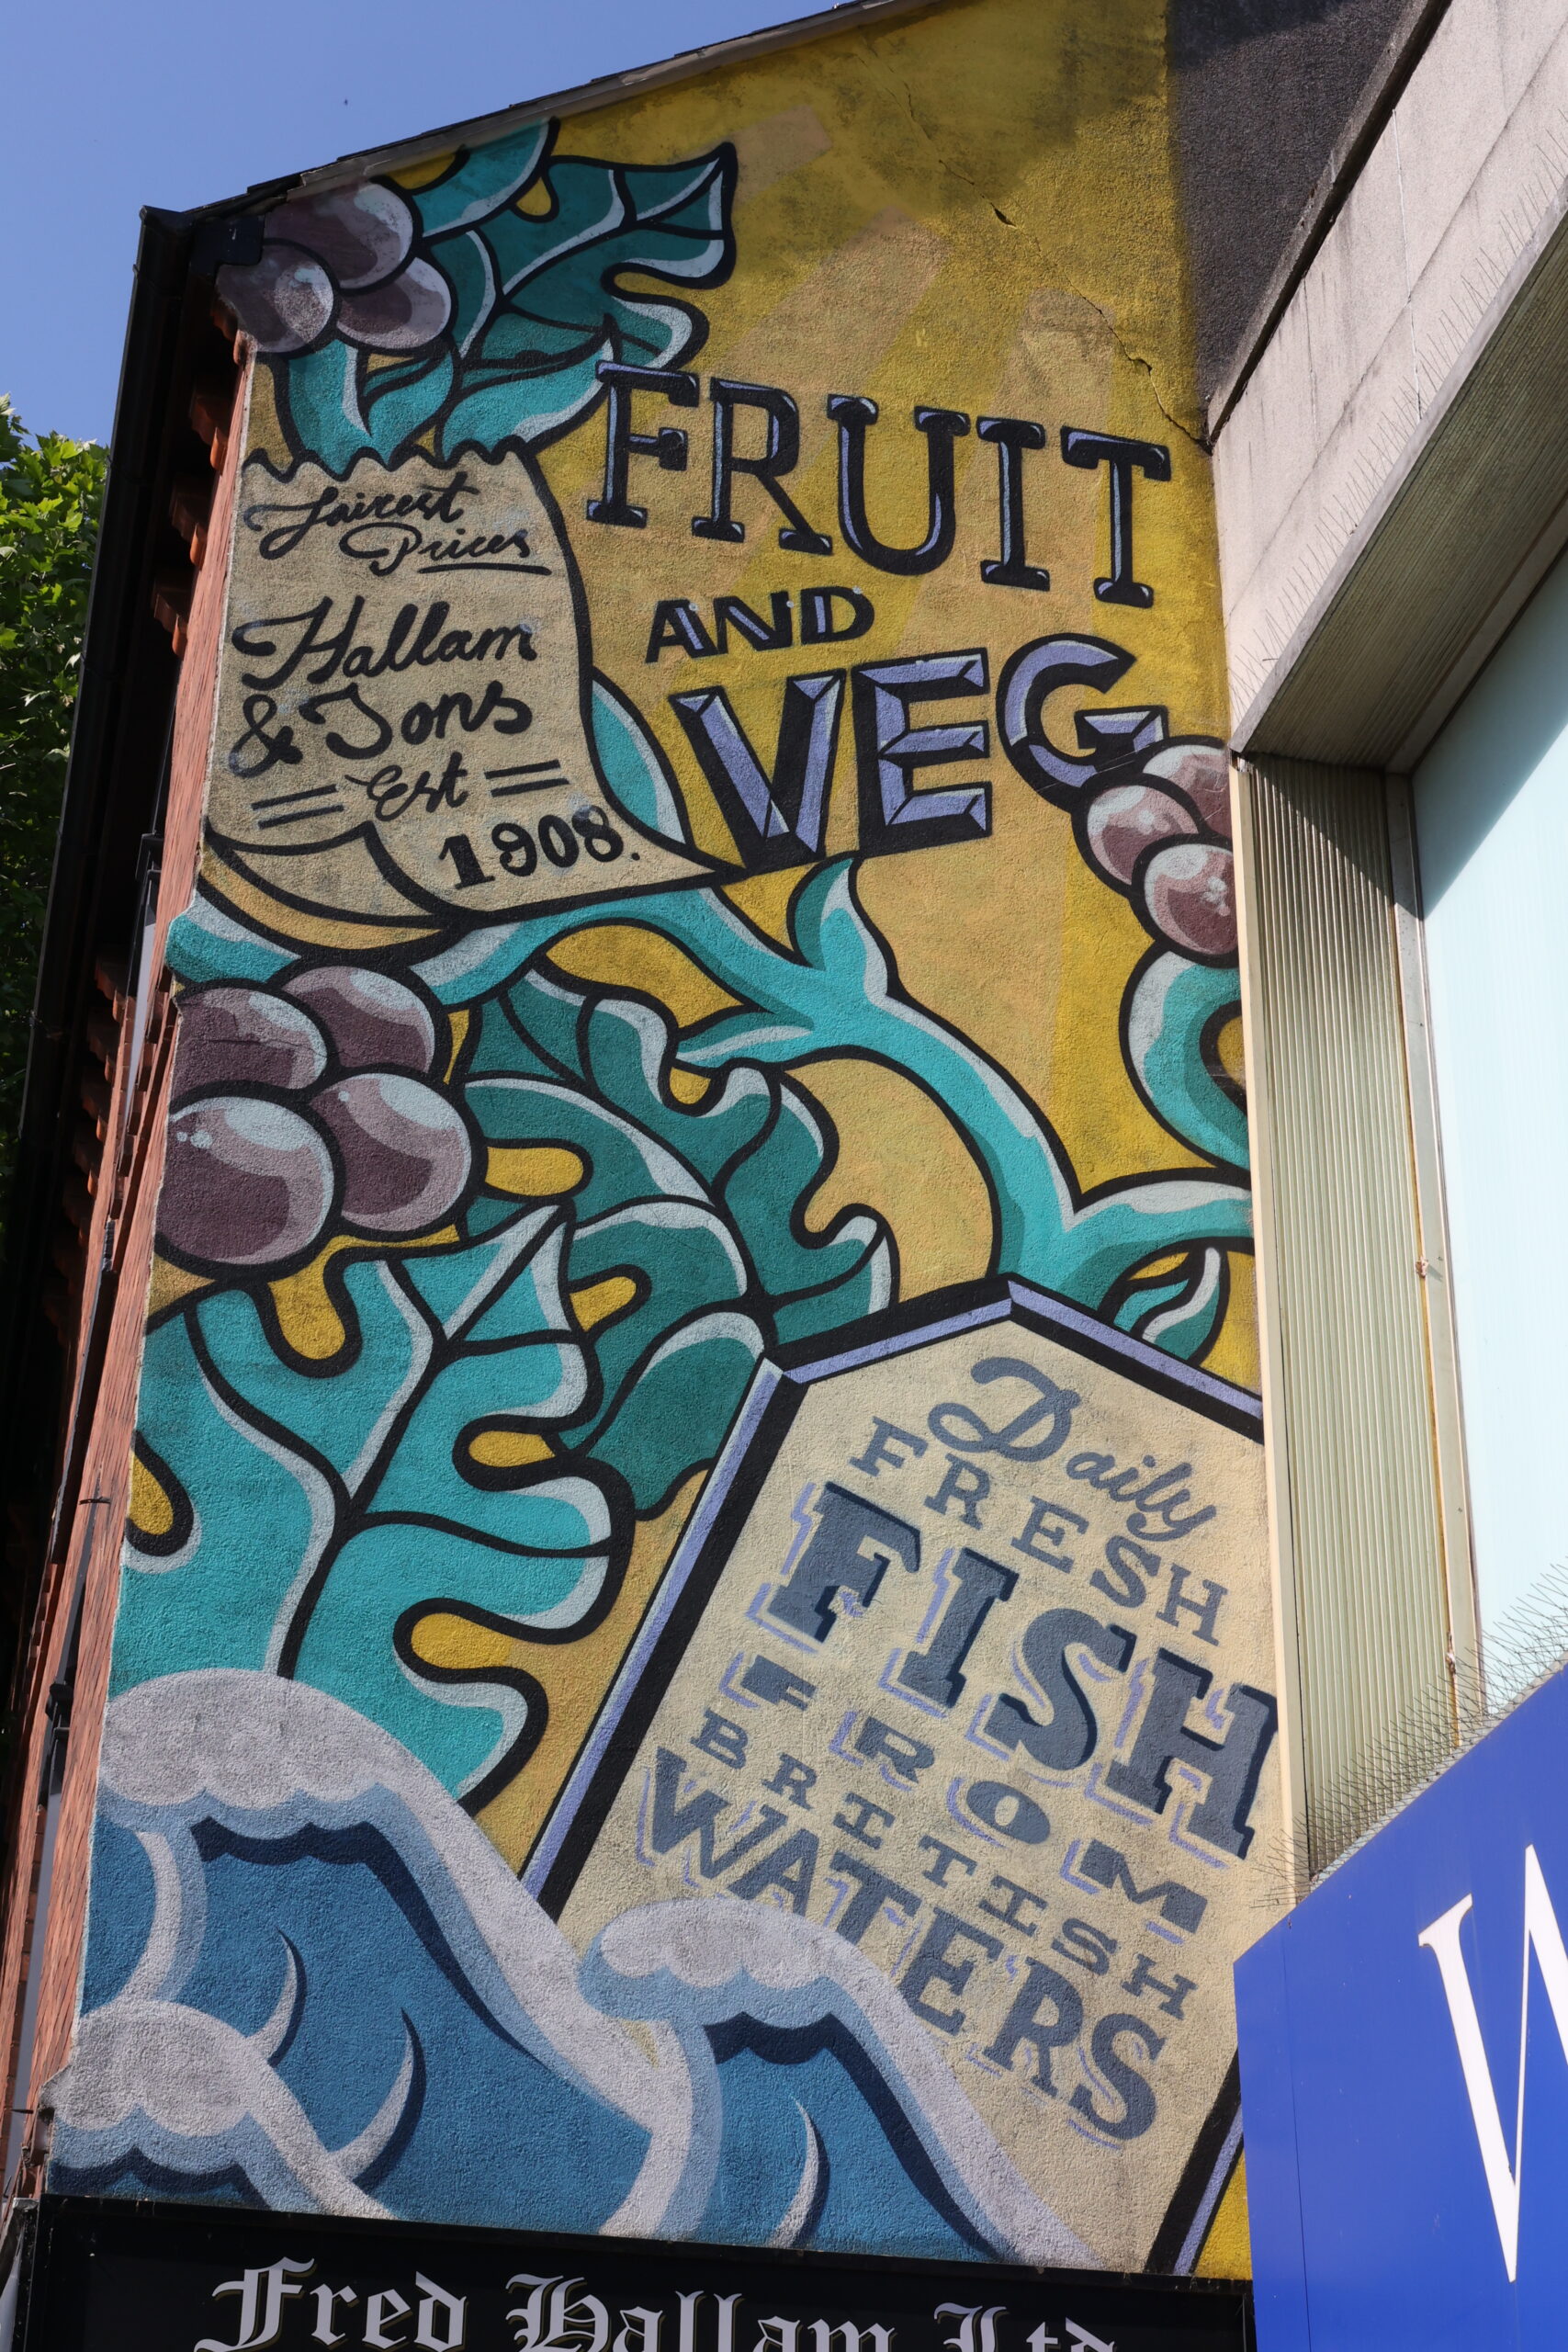 Fairest
Prices
Hallam
& Sons
Est
1908.
FRUIT
AND
VEG
Daily
FRESH
FISH
FROM
BRITISH
WATERS
Fred Hallam Ltd
W